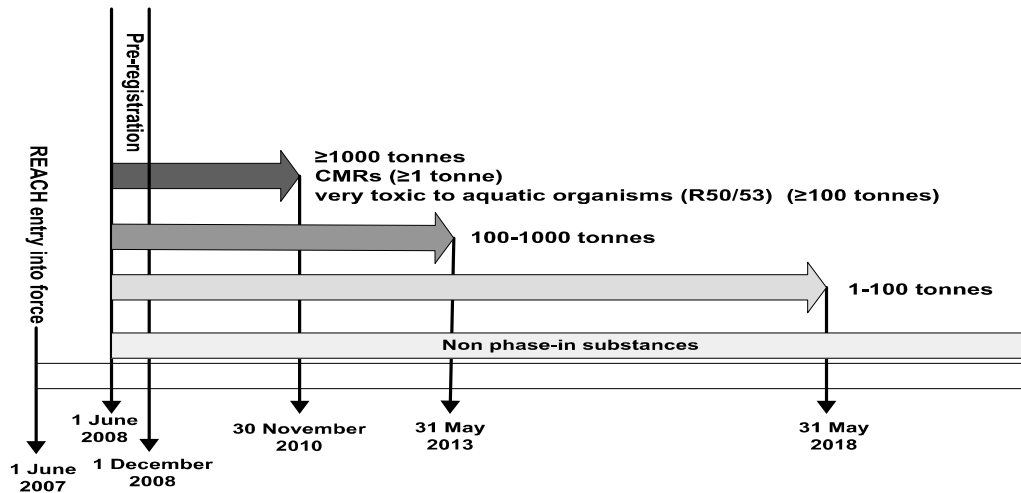 Pre-registration
REACH entry into force
≥1000 tonnes
CMRs (≥1 tonne)
very toxic to aquatic organisms (R50/53) (≥100 tonnes)
100-1000 tonnes
1-100 tonnes
Non phase-in substances
1 June
2008
30 November
2010
31 May
2013
31 May
2018
1 June
2007
1 December
2008